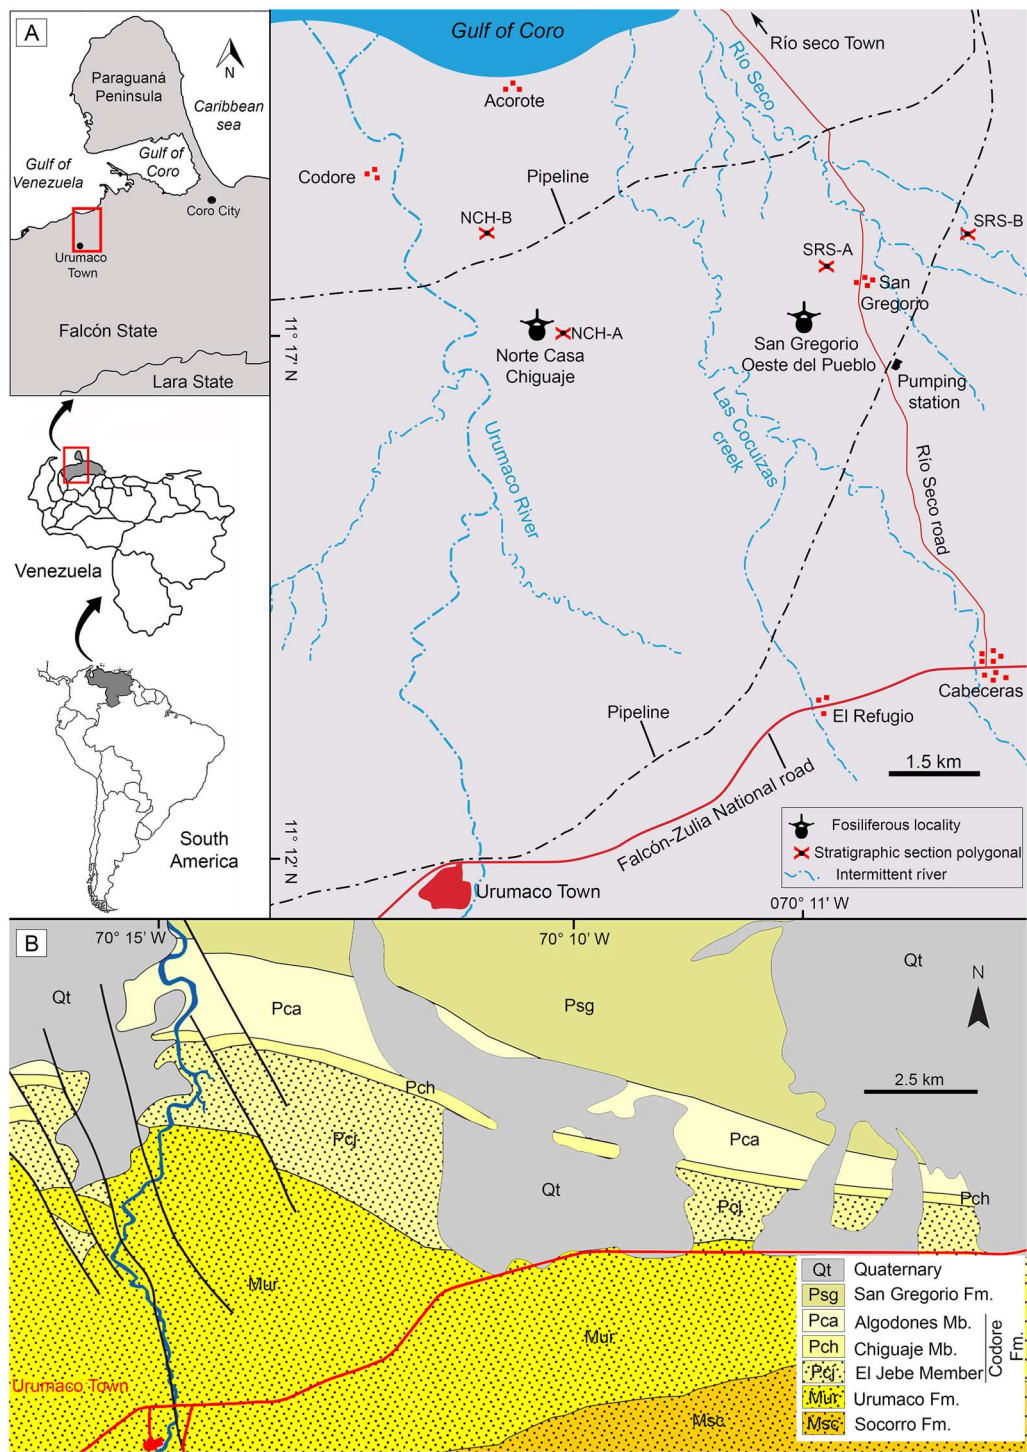 A
N
Paraguaná
Peninsula
Caribbean
sea
Gulf of
Venezuela
Gulf of
Coro
Coro City
Urumaco
Town
Falcón State
Lara State
Venezuela
South
America
Gulf of Coro
Río seco Town
Río Seco
Acorote
Codore
Pipeline
NCH-B
SRS-B
SRS-A
San
Gregorio
11° 17' N
NCH-A
Norte Casa
Chiguaje
San Gregorio
Oeste del Pueblo
Pumping
station
Urumaco River
Las Cocuizas
creek
Río Seco road
Cabeceras
Pipeline
El Refugio
1.5 km
Falcón-Zulia National road
Fosiliferous locality
Stratigraphic section polygonal
Intermittent river
11° 12' N
Urumaco Town
070° 11' W
B
70° 15' W
70° 10' W
Qt
Qt
N
Pca
Psg
2.5 km
Pch
Pcj
Pca
Qt
Pch
Pcj
Mur
Mur
Urumaco Town
Msc
Qt Quaternary
Psg San Gregorio Fm.
Pca Algodones Mb.
Pch Chiguaje Mb.
Pcj El Jebe Member
Codore
Fm.
Mur Urumaco Fm.
Msc Socorro Fm.